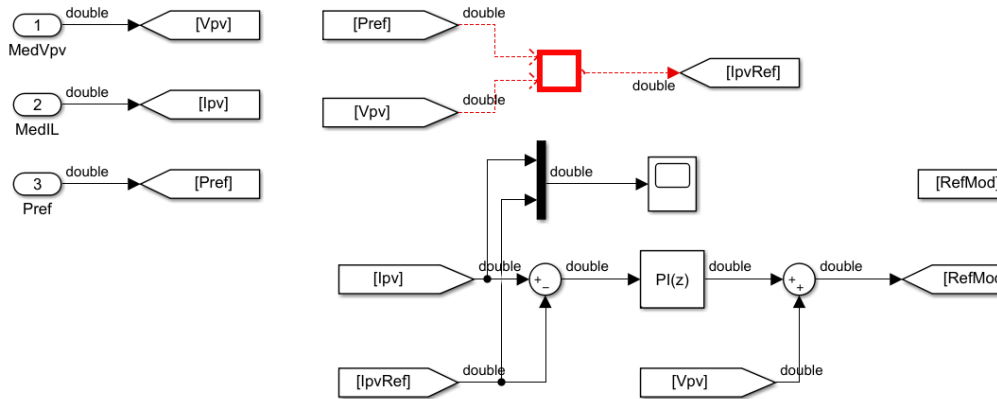 double
1
[Vpv]
MedVpv
double
2
[Ipv]
MedIL
double
3
[Pref]
Pref
[Pref]
double
[Vpv]
double
double
[IpvRef]
double
[RefMod]
[Ipv]
double
+
−
double
PI(z)
double
+
+
double
[RefMod
[IpvRef]
double
[Vpv]
double